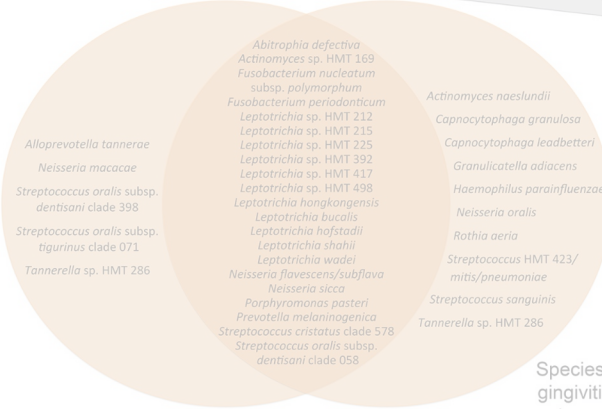 Alloprevotella tannerae
Neisseria macacae
Streptococcus oralis subsp.
dentisani clade 398
Streptococcus oralis subsp.
tigurinus clade 071
Tannerella sp. HMT 286
Abitrophia defectiva
Actinomyces sp. HMT 169
Fusobacterium nucleatum
subsp. polymorphum
Fusobacterium periodonticum
Leptotrichia sp. HMT 212
Leptotrichia sp. HMT 215
Leptotrichia sp. HMT 225
Leptotrichia sp. HMT 392
Leptotrichia sp. HMT 417
Leptotrichia sp. HMT 498
Leptotrichia hongkongensis
Leptotrichia bucalis
Leptotrichia hofstadii
Leptotrichia shahii
Leptotrichia wadei
Neisseria flavescens/subflava
Neisseria sicca
Porphyromonas pasteri
Prevotella melaninogenica
Streptococcus cristatus clade 578
Streptococcus oralis subsp.
dentisani clade 058
Actinomyces naeslundii
Capnocytophaga granulosa
Capnocytophaga leadbetteri
Granulicatella adiacens
Haemophilus parainfluenzae
Neisseria oralis
Rothia aeria
Streptococcus HMT 423/
mitis/pneumoniae
Streptococcus sanguinis
Tannerella sp. HMT 286
Species
gingiviti